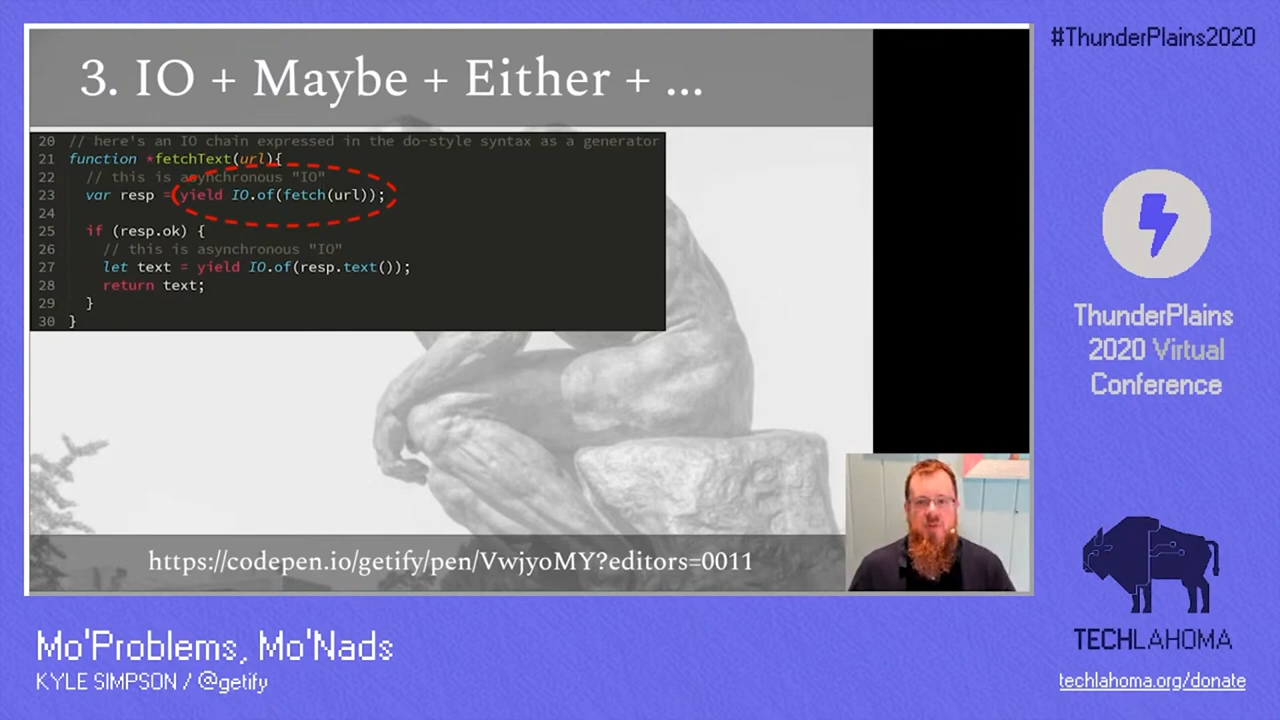 #ThunderPlains2020
3. IO + Maybe + Either + ...
20 // here's an IO chain expressed in the do-style syntax as a generator
21 function *fetchText(url){
22 // this is asynchronous "IO"
23 var resp = yield IO.of(fetch(url));
24
25 if (resp.ok) {
26 // this is asynchronous "IO"
27 let text = yield IO.of(resp.text());
28 return text;
29 }
30 }
https://codepen.io/getify/pen/VwjyoMY?editors=0011
ThunderPlains
2020 Virtual
Conference
TECHLAHOMA
techlahoma.org/donate
Mo'Problems, Mo'Nads
KYLE SIMPSON / @getify